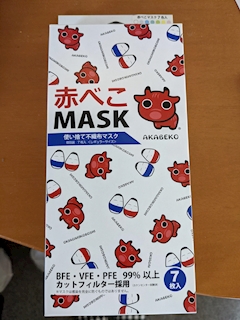 赤べこ
MASK
使い捨て不織布マスク
AKABEKO
BFE・VFE・PFE 99%以上
カットフィルター採用
7
枚入